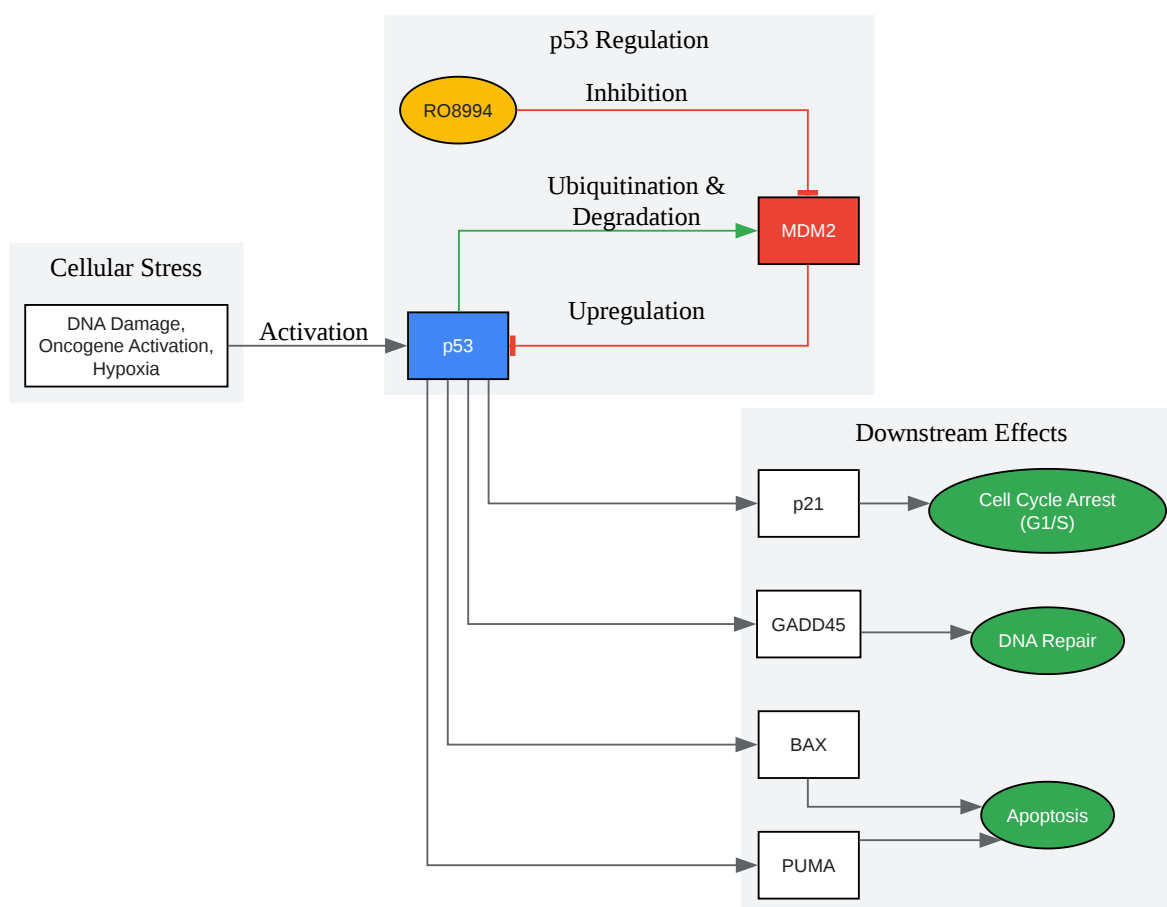 p53 Regulation
RO8994
Inhibition
Ubiquitination &
Degradation
MDM2
Cellular Stress
DNA Damage,
Oncogene Activation,
Hypoxia
Activation
Upregulation
p53
Downstream Effects
p21
Cell Cycle Arrest
(G1/S)
GADD45
DNA Repair
BAX
Apoptosis
PUMA